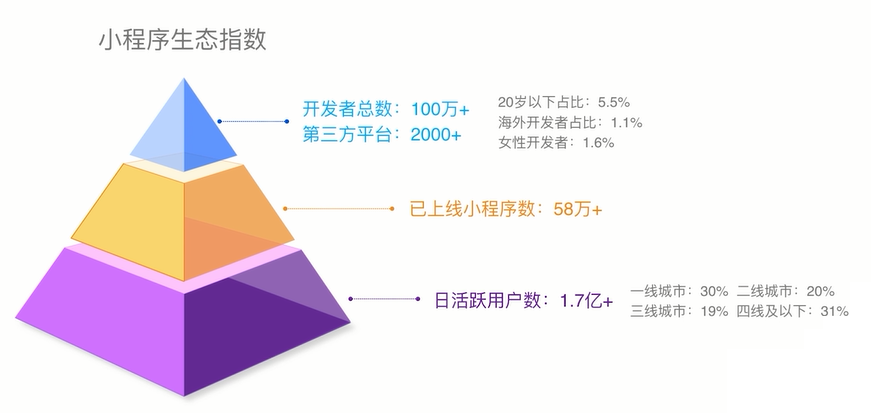 小程序生态指数
开发者总数：100万+
第三方平台：2000+
20岁以下占比：5.5%
海外开发者占比：1.1%
女性开发者：1.6%
已上线小程序数：58万+
日活跃用户数：1.7亿+
一线城市：30% 二线城市：20%
三线城市：19% 四线及以下：31%